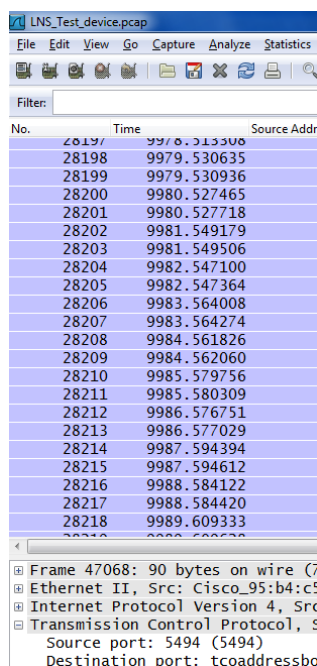 LNS_Test_device.pcap
File Edit View Go Capture Analyze Statistics
Filter:
No. Time Source Addr
28197 9978.513308
28198 9979.530635
28199 9979.530936
28200 9980.527465
28201 9980.527718
28202 9981.549179
28203 9981.549506
28204 9982.547100
28205 9982.547364
28206 9983.564008
28207 9983.564274
28208 9984.561826
28209 9984.562060
28210 9985.579756
28211 9985.580309
28212 9986.576751
28213 9986.577029
28214 9987.594394
28215 9987.594612
28216 9988.584122
28217 9988.584420
28218 9989.609333
Frame 47068: 90 bytes on wire (7
Ethernet II, Src: Cisco_95:b4:c5
Internet Protocol Version 4, Src
Transmission Control Protocol, S
Source port: 5494 (5494)
Destination port: tcoaddressbo